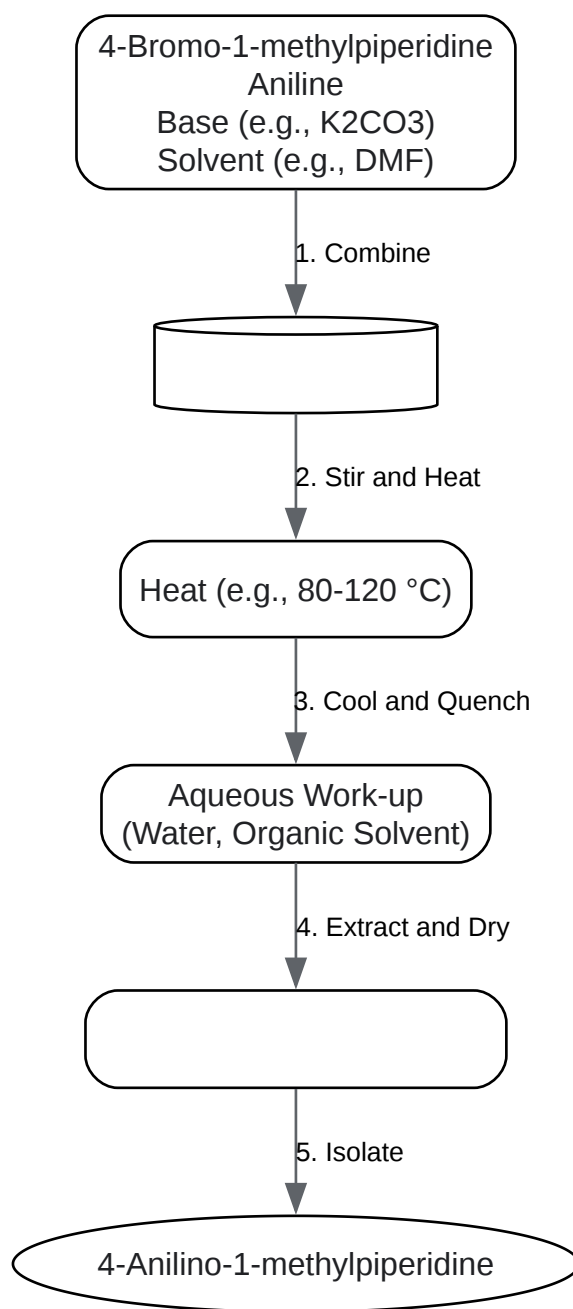 4-Bromo-1-methylpiperidine
Aniline
Base (e.g., K2CO3)
Solvent (e.g., DMF)
1. Combine
2. Stir and Heat
Heat (e.g., 80-120 °C)
3. Cool and Quench
Aqueous Work-up
(Water, Organic Solvent)
4. Extract and Dry
5. Isolate
4-Anilino-1-methylpiperidine